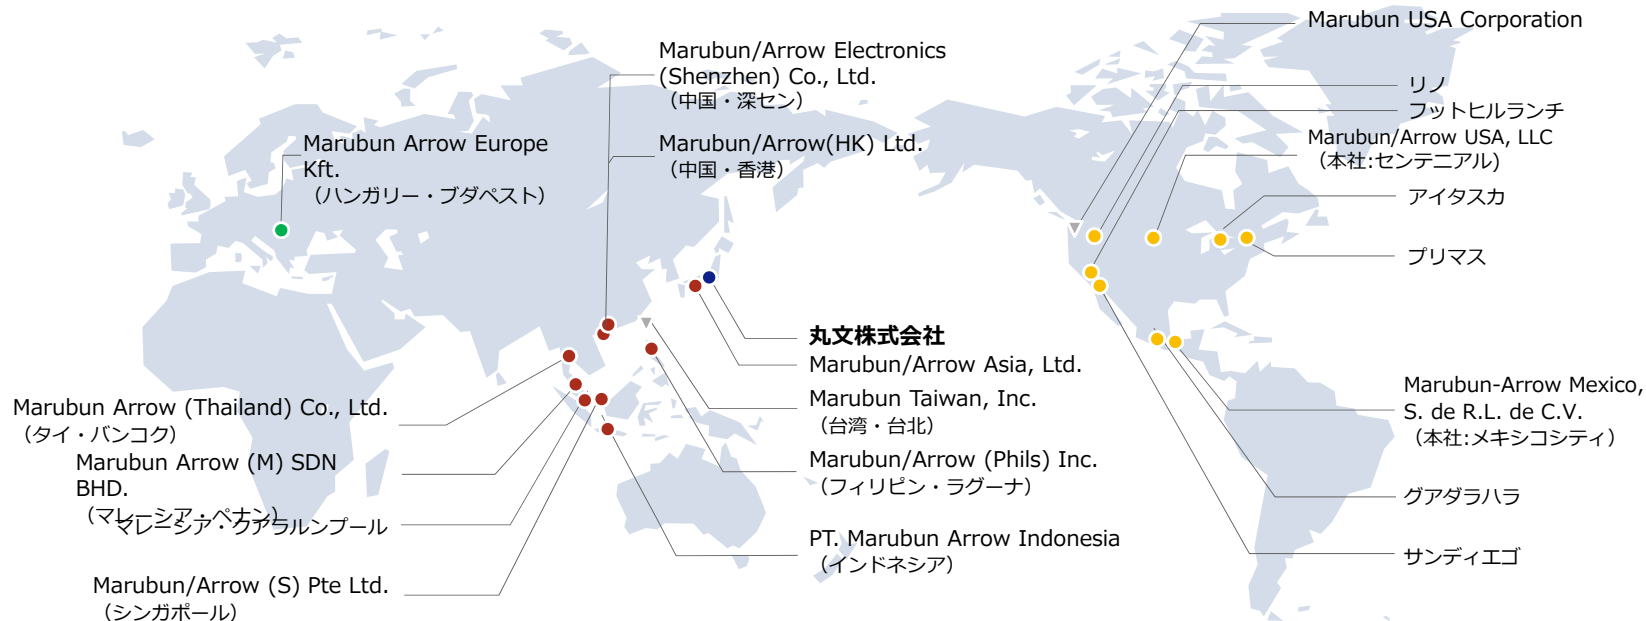 Marubun/Arrow Electronics
(Shenzhen) Co., Ltd.
（中国・深セン）
Marubun/Arrow(HK) Ltd.
（中国・香港）
Marubun Arrow Europe
Kft.
（ハンガリー・ブダペスト）
Marubun USA Corporation
リノ
フットヒルランチ
Marubun/Arrow USA, LLC
（本社:センテニアル)
アイタスカ
プリマス
丸文株式会社
Marubun/Arrow Asia, Ltd.
Marubun Taiwan, Inc.
（台湾・台北）
Marubun/Arrow (Phils) Inc.
（フィリピン・ラグーナ）
PT. Marubun Arrow Indonesia
（インドネシア）
Marubun Arrow (Thailand) Co., Ltd.
（タイ・バンコク）
Marubun Arrow (M) SDN
BHD.
（マレーシア・ペナン）
マレーシア・クアラルンプール
Marubun/Arrow (S) Pte Ltd.
（シンガポール）
Marubun-Arrow Mexico,
S. de R.L. de C.V.
（本社:メキシコシティ）
グアダラハラ
サンディエゴ